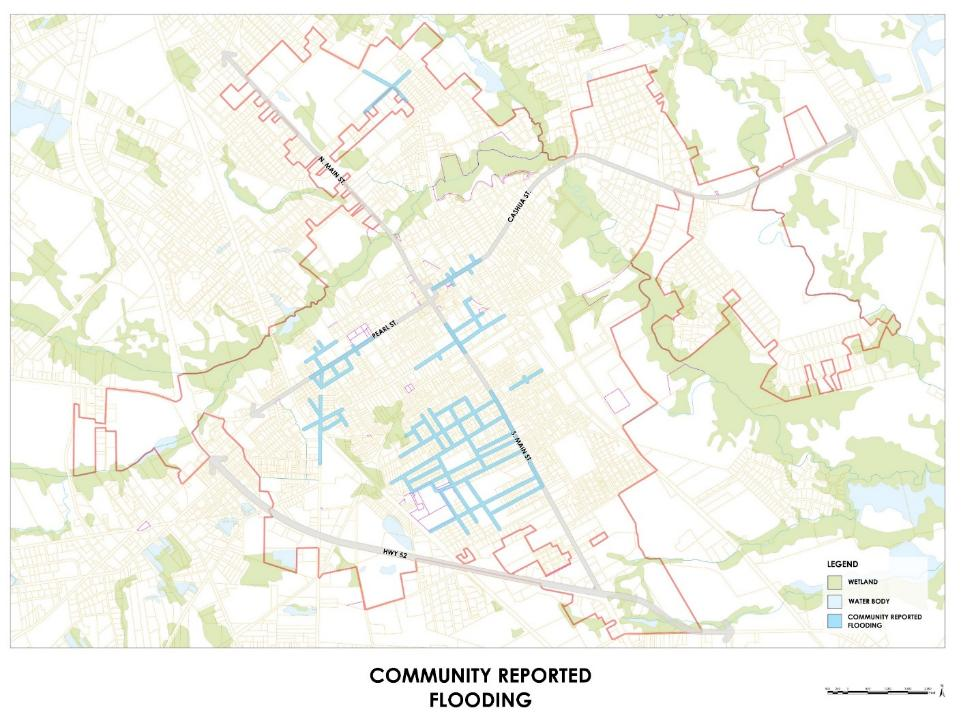 N. MAIN ST.
CASHUA ST.
PEARL ST.
S. MAIN ST.
HWY 52
LEGEND
WETLAND
WATER BODY
COMMUNITY REPORTED
FLOODING
COMMUNITY REPORTED
FLOODING